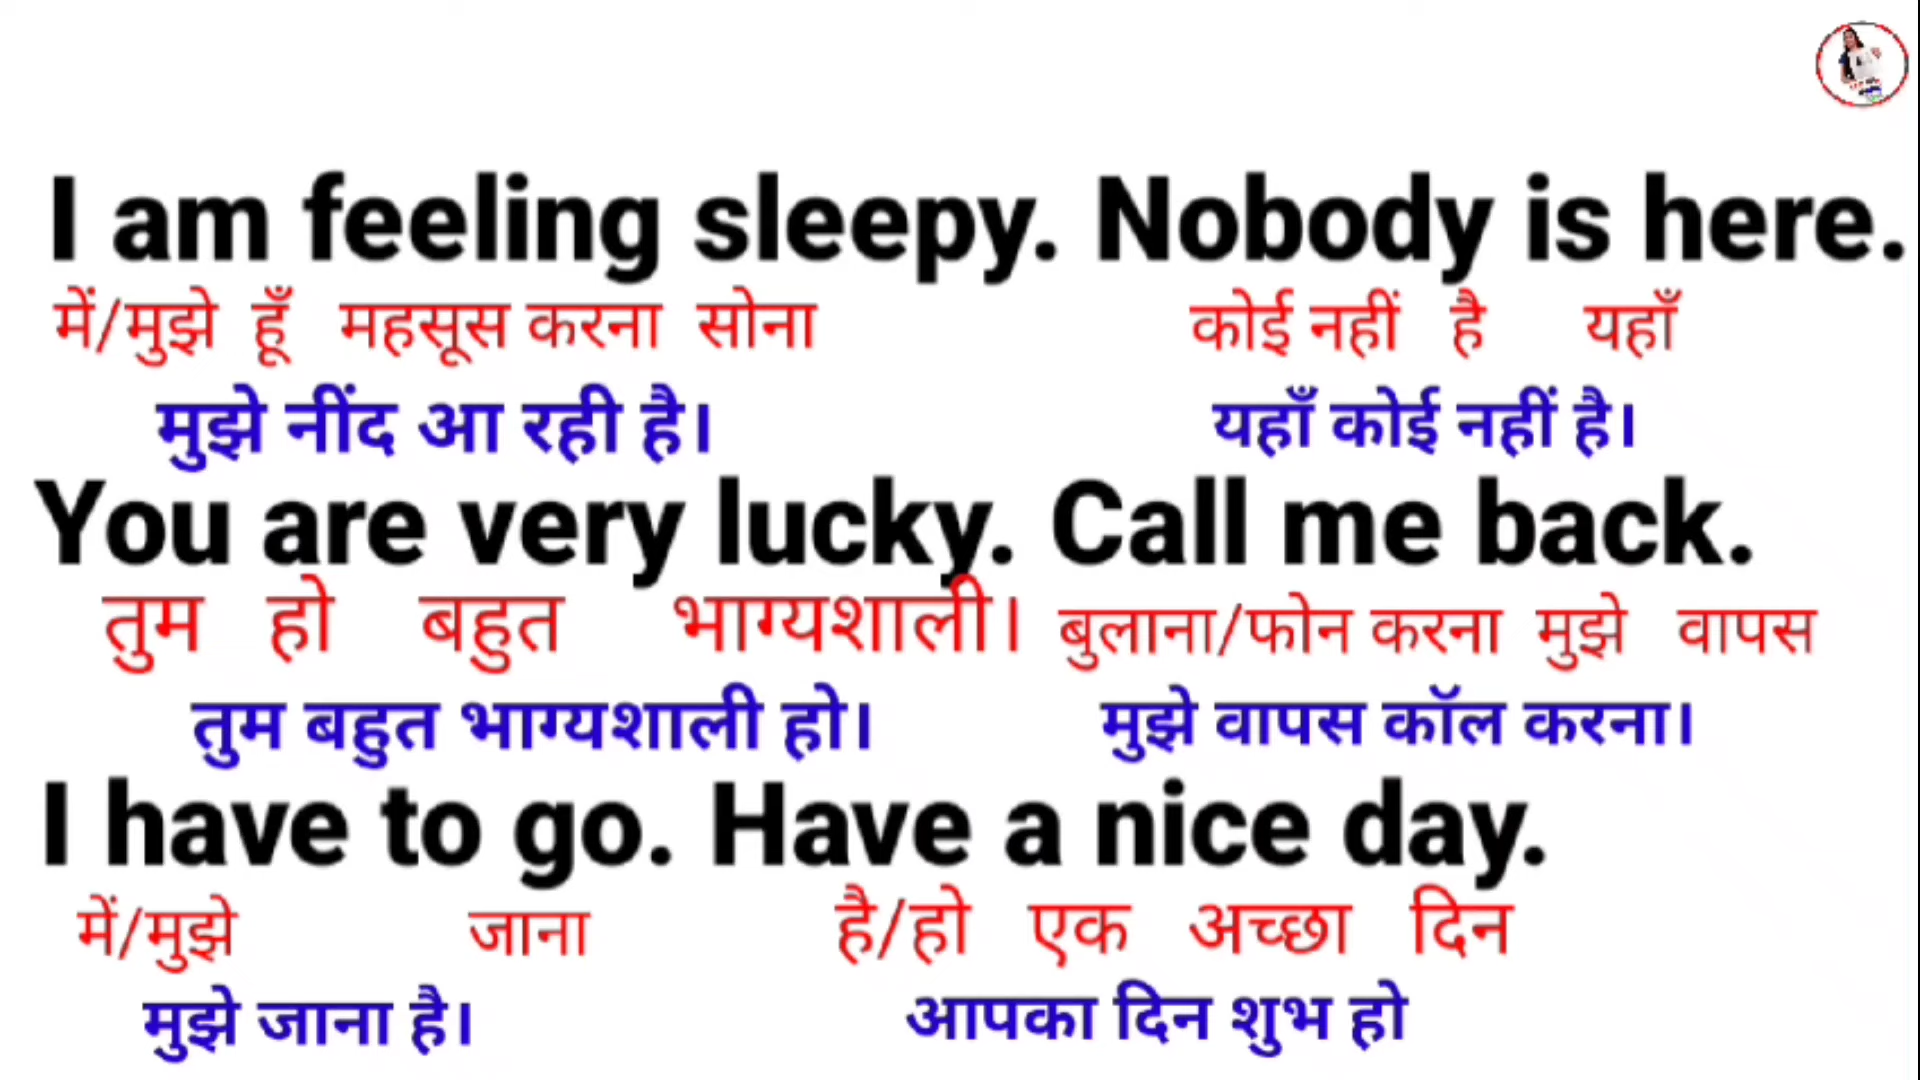 I am feeling sleepy. Nobody is here.
में/मुझे हूँ महसूस करना सोना कोई नहीं है यहाँ
मुझे नींद आ रही है। यहाँ कोई नहीं है।
You are very lucky. Call me back.
तुम हो बहुत भाग्यशाली। बुलाना/फोन करना मुझे वापस
तुम बहुत भाग्यशाली हो। मुझे वापस कॉल करना।
I have to go. Have a nice day.
में/मुझे जाना है/हो एक अच्छा दिन
मुझे जाना है। आपका दिन शुभ हो